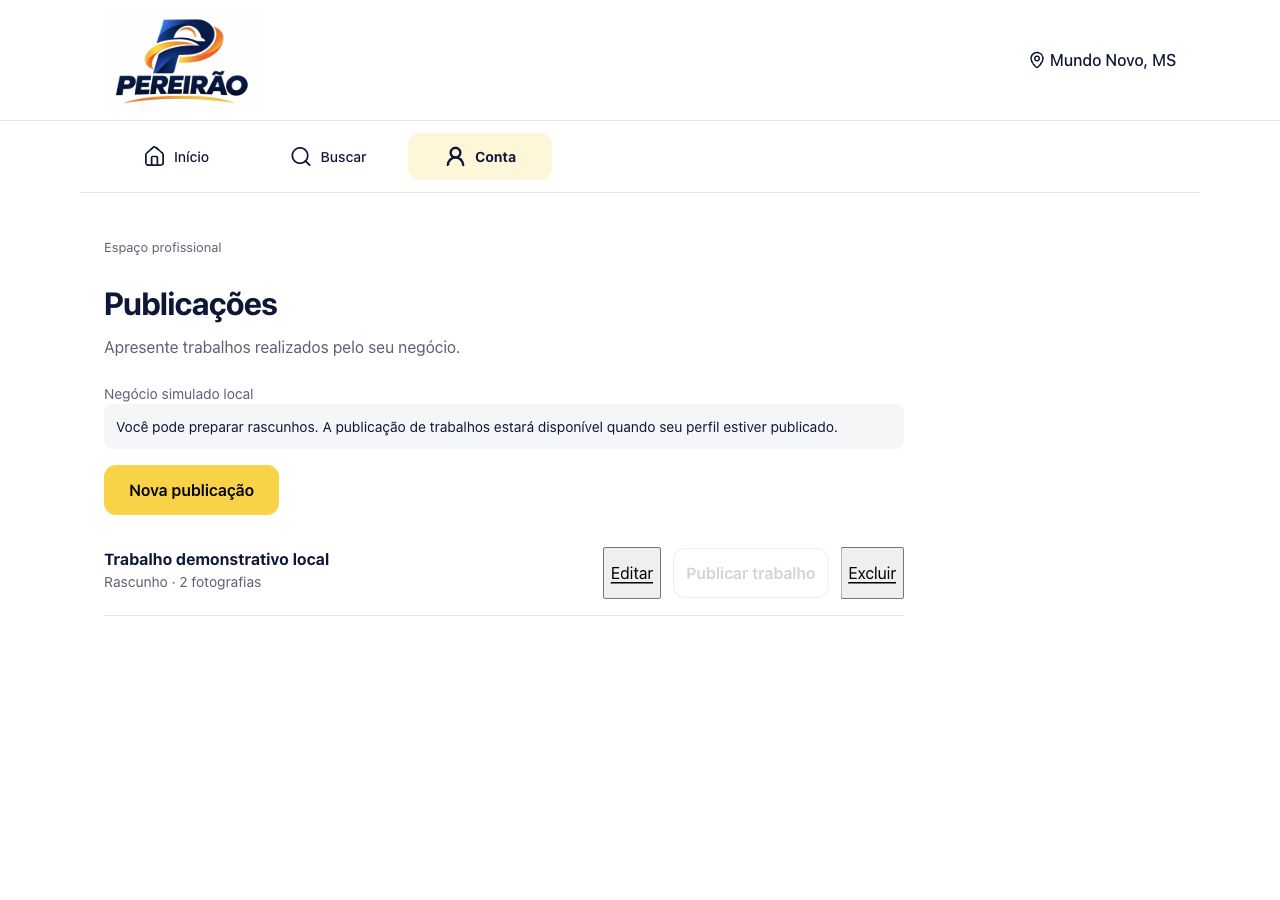 PEREIRÃO
Mundo Novo, MS
Início
Buscar
Conta
Espaço profissional
Publicações
Apresente trabalhos realizados pelo seu negócio.
Negócio simulado local
Você pode preparar rascunhos. A publicação de trabalhos estará disponível quando seu perfil estiver publicado.
Nova publicação
Trabalho demonstrativo local
Rascunho · 2 fotografias
Editar
Publicar trabalho
Excluir